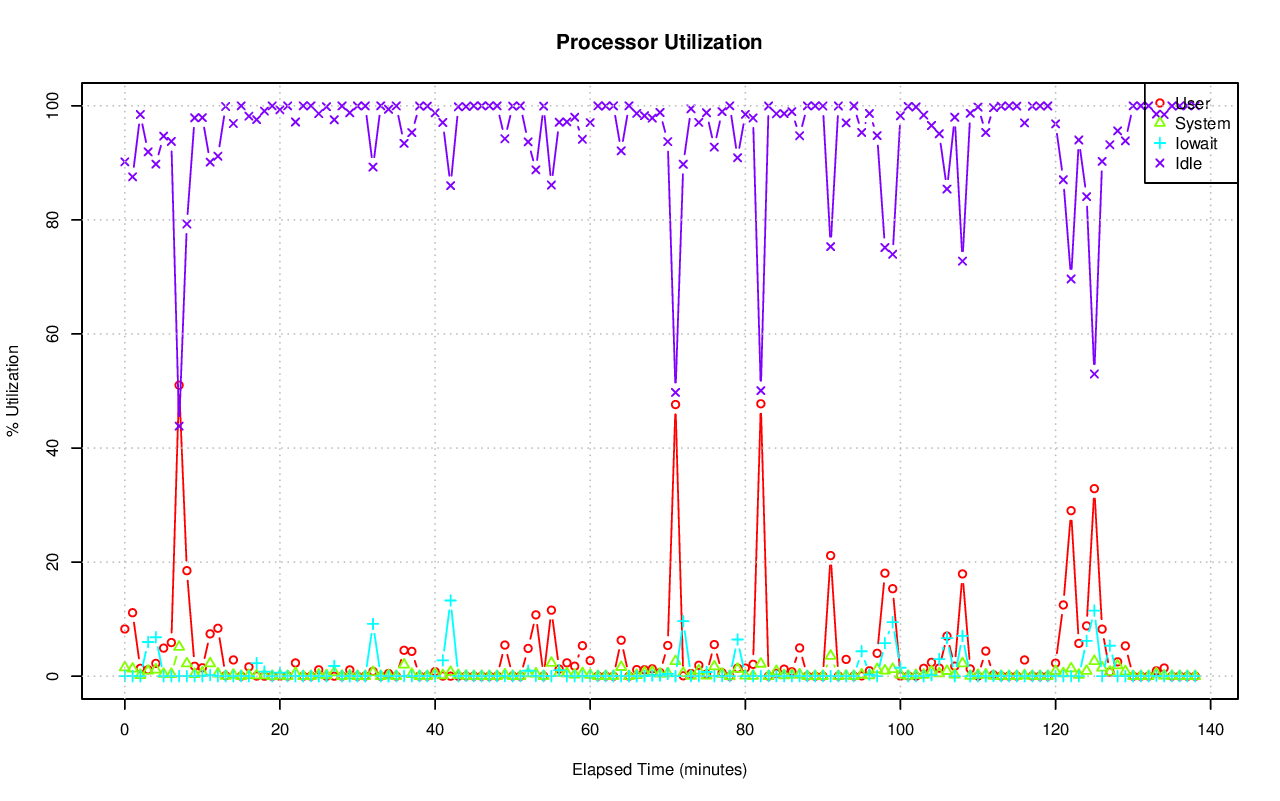 Processor Utilization
% Utilization
100
80
60
40
20
0
User
System
Iowait
Idle
0 20 40 60 80 100 120 140
Elapsed Time (minutes)